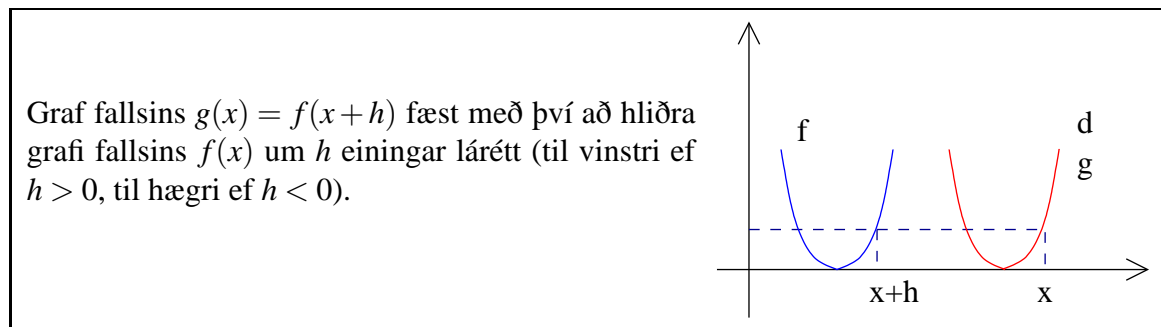 Graf fallsins g(x) = f(x+h) fæst með því að hliðra
grafi fallsins f(x) um h einingar lárétt (til vinstri ef
h > 0, til hægri ef h < 0).
f
d
g
x+h
x